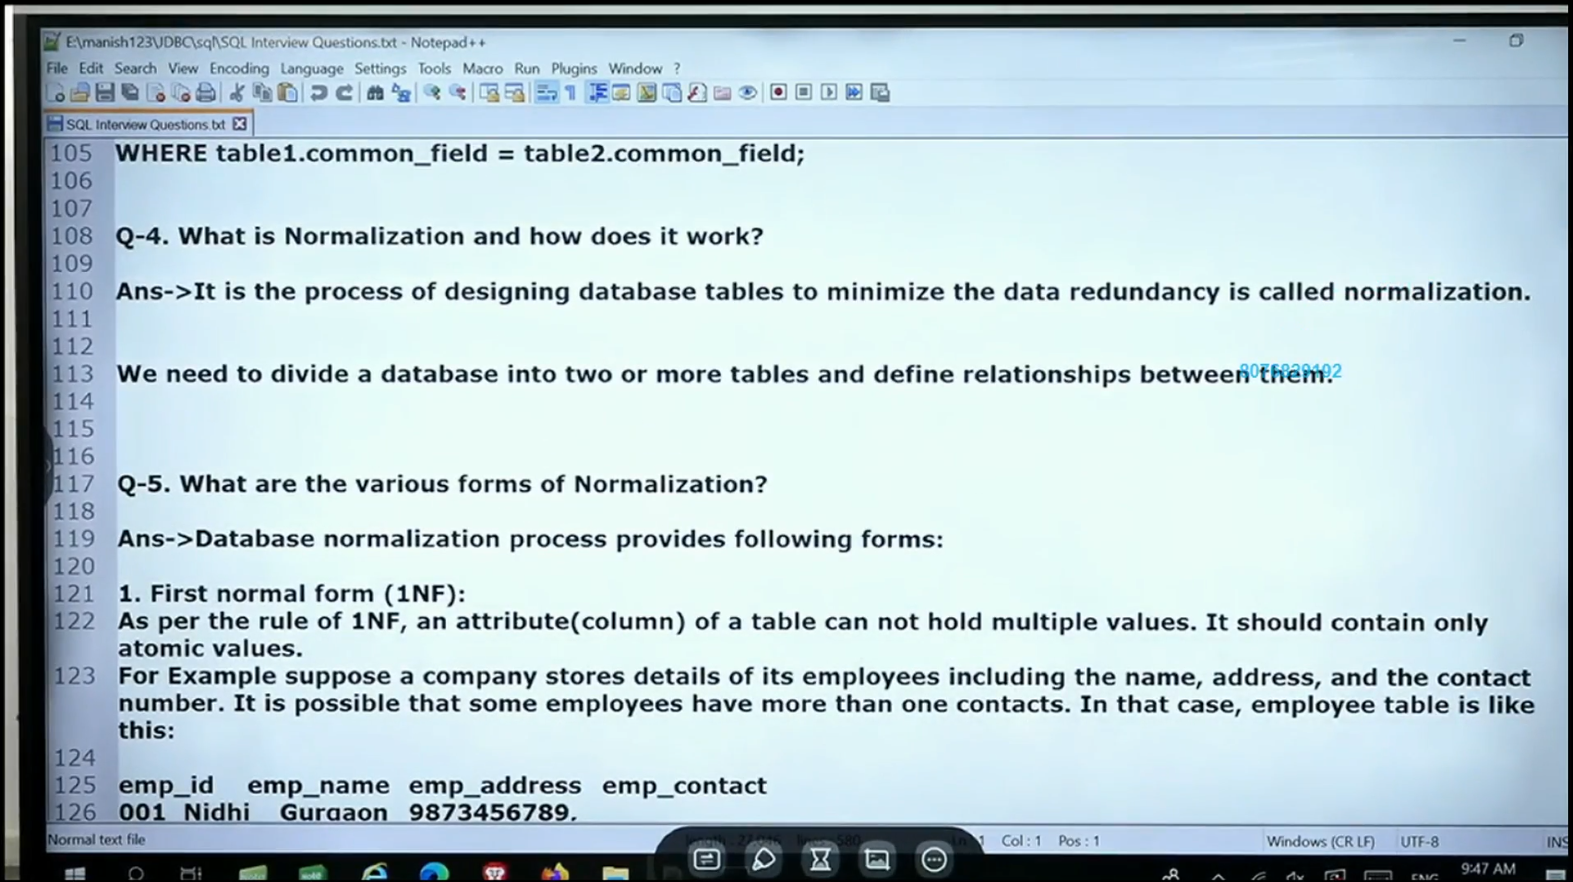 E:\manish123\JDBC\sql\SQL Interview Questions.txt - Notepad++
File Edit Search View Encoding Language Settings Tools Macro Run Plugins Window ?
SQL Interview Questions.txt
105 WHERE table1.common_field = table2.common_field;
106
107
108 Q-4. What is Normalization and how does it work?
109
110 Ans->It is the process of designing database tables to minimize the data redundancy is called normalization.
111
112
113 We need to divide a database into two or more tables and define relationships between them.
8076829192
114
115
116
117 Q-5. What are the various forms of Normalization?
118
119 Ans->Database normalization process provides following forms:
120
121 1. First normal form (1NF):
122 As per the rule of 1NF, an attribute(column) of a table can not hold multiple values. It should contain only
atomic values.
123 For Example suppose a company stores details of its employees including the name, address, and the contact
number. It is possible that some employees have more than one contacts. In that case, employee table is like
this:
124
125 emp_id emp_name emp_address emp_contact
126 001 Nidhi Gurgaon 9873456789,
Normal text file length : 27,046 Col : 1 Pos : 1 Windows (CR LF) UTF-8 INS
ENG 9:47 AM